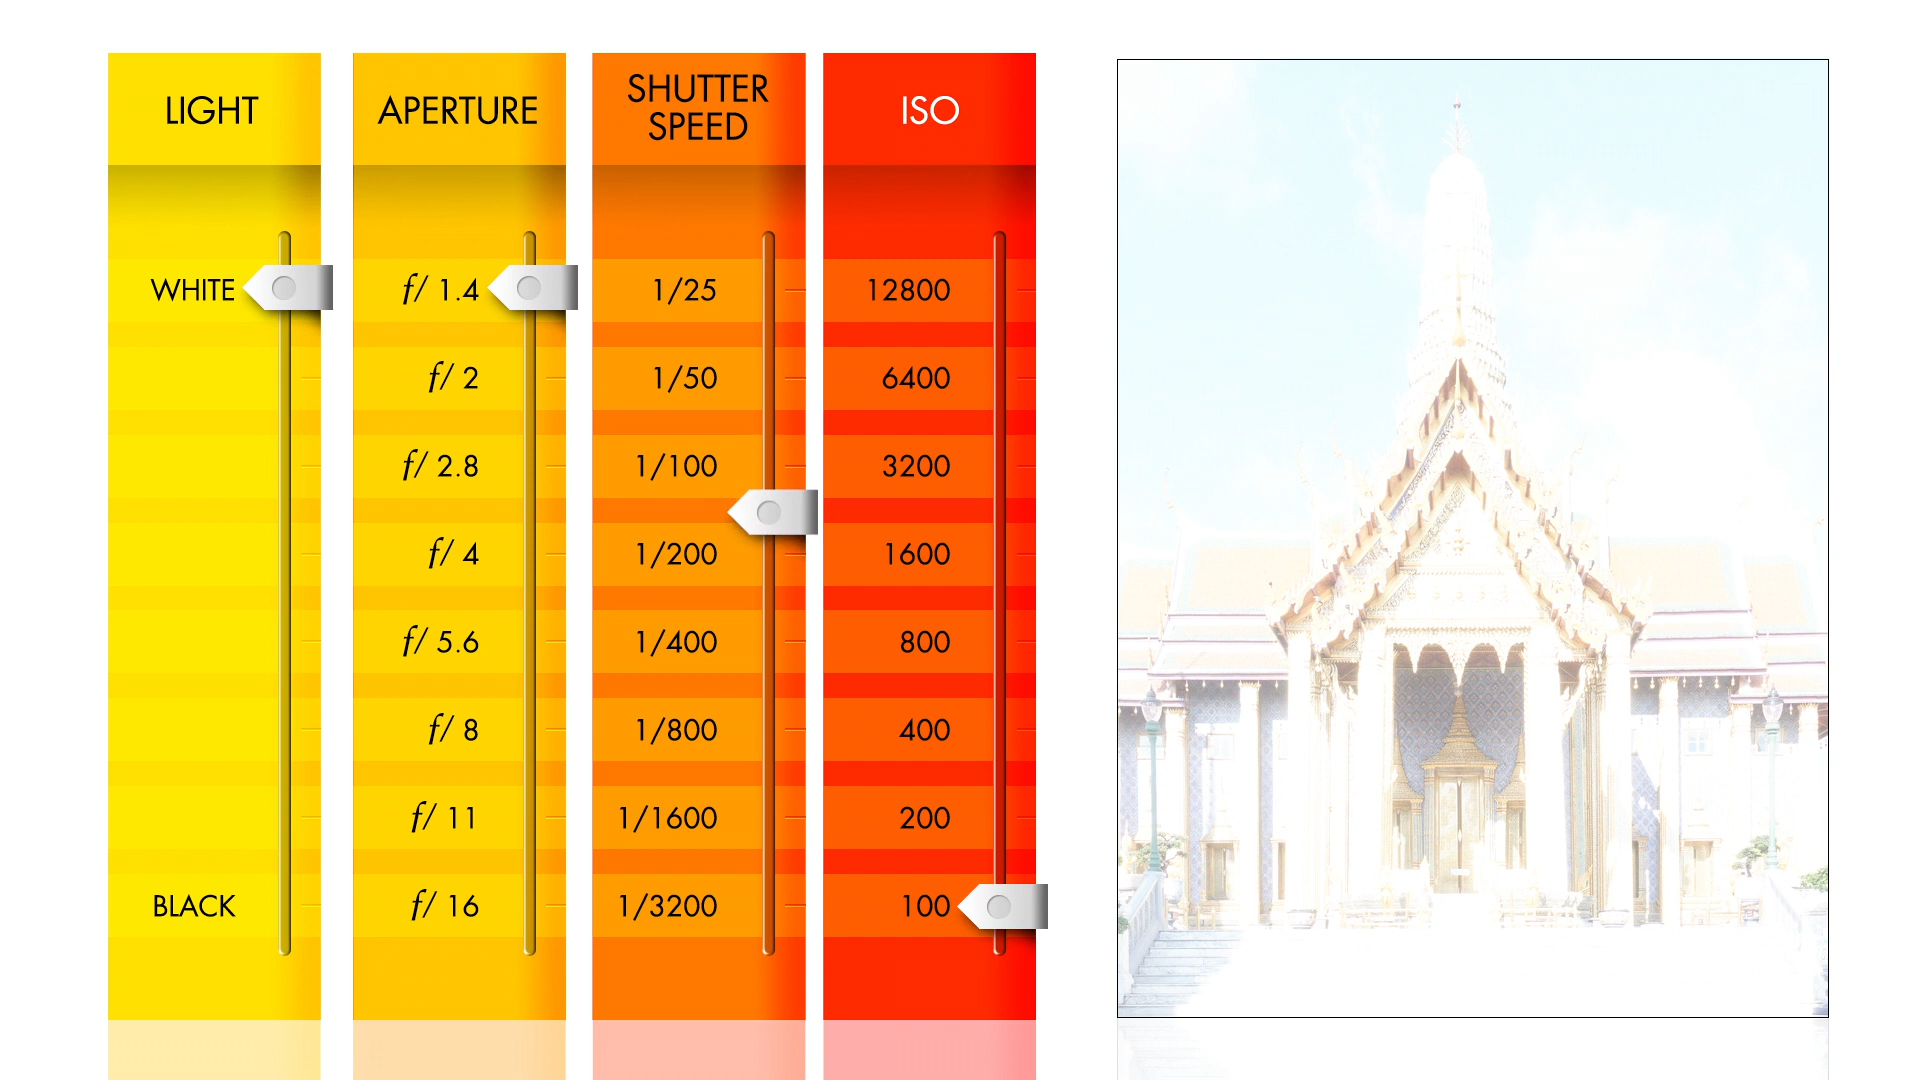 LIGHT
WHITE
BLACK
APERTURE
f/ 1.4
f/ 2
f/ 2.8
f/ 4
f/ 5.6
f/ 8
f/ 11
f/ 16
SHUTTER
SPEED
1/25
1/50
1/100
1/200
1/400
1/800
1/1600
1/3200
ISO
12800
6400
3200
1600
800
400
200
100